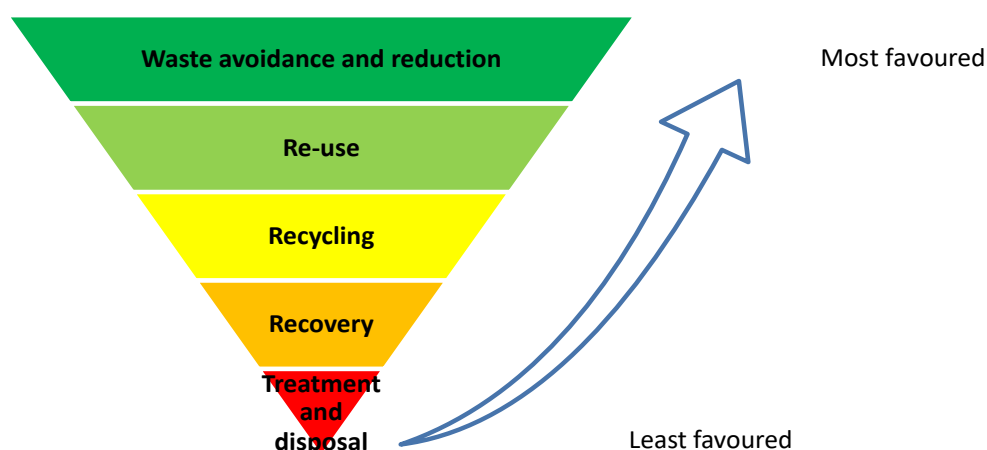 Waste avoidance and reduction
Most favoured
Re-use
Recycling
Recovery
Treatment
and
disposal
Least favoured